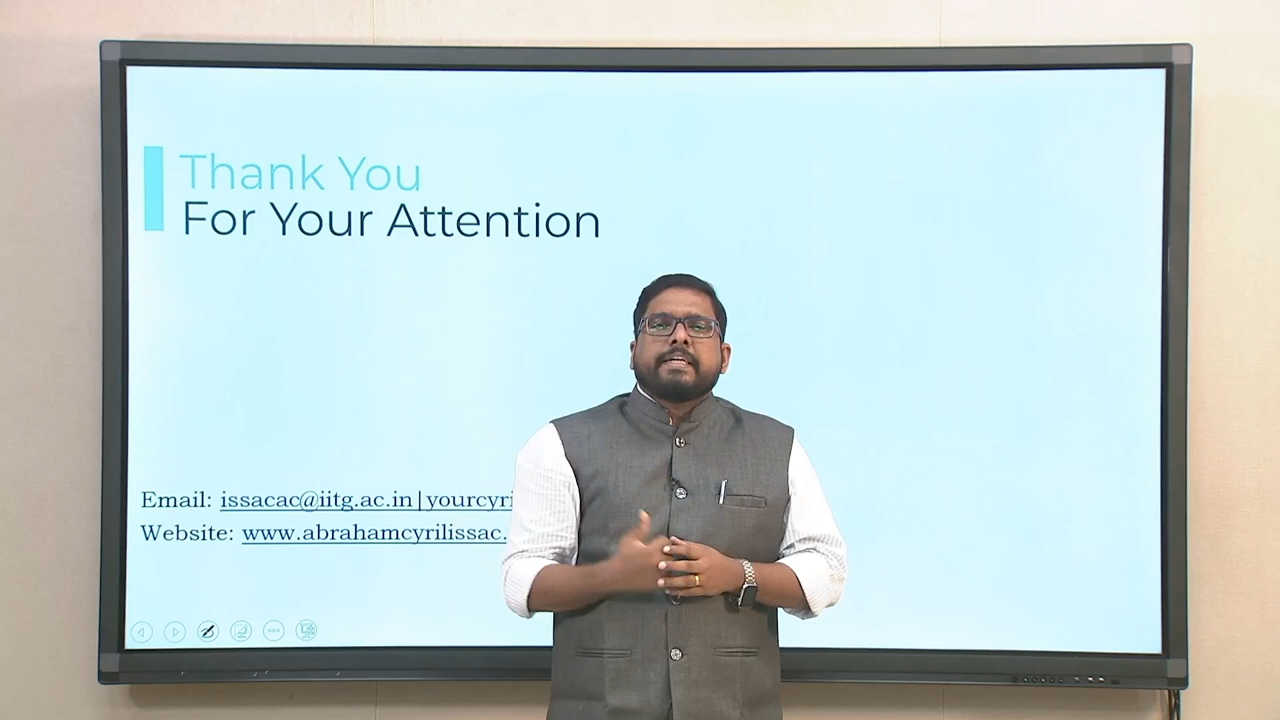 Thank You
For Your Attention
Email: issacac@iitg.ac.in|yourcyri
Website: www.abrahamcyrilissac.